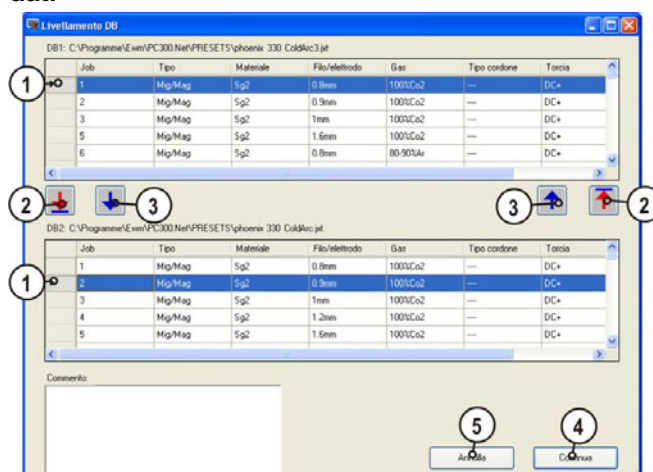 Livellamento DB
DB1: C:\Programme\Ewm\PC300.Net\PRESETS\phoenix 330 ColdArc3.jxt
Job Tipo Materiale Filo/elettrodo Gas Tipo cordone Torcia
1 Mig/Mag Sg2 0.8mm 100%Co2 --- DC+
2 Mig/Mag Sg2 0.9mm 100%Co2 --- DC+
3 Mig/Mag Sg2 1mm 100%Co2 --- DC+
5 Mig/Mag Sg2 1.6mm 100%Co2 --- DC+
6 Mig/Mag Sg2 0.8mm 80-90%Ar --- DC+
1
2 3 3 2
DB2: C:\Programme\Ewm\PC300.Net\PRESETS\phoenix 330 ColdArc.jxt
Job Tipo Materiale Filo/elettrodo Gas Tipo cordone Torcia
1 Mig/Mag Sg2 0.8mm 100%Co2 --- DC+
2 Mig/Mag Sg2 0.9mm 100%Co2 --- DC+
3 Mig/Mag Sg2 1mm 100%Co2 --- DC+
4 Mig/Mag Sg2 1.2mm 100%Co2 --- DC+
5 Mig/Mag Sg2 1.6mm 100%Co2 --- DC+
1
Commento:
5 4
Annulla Continua